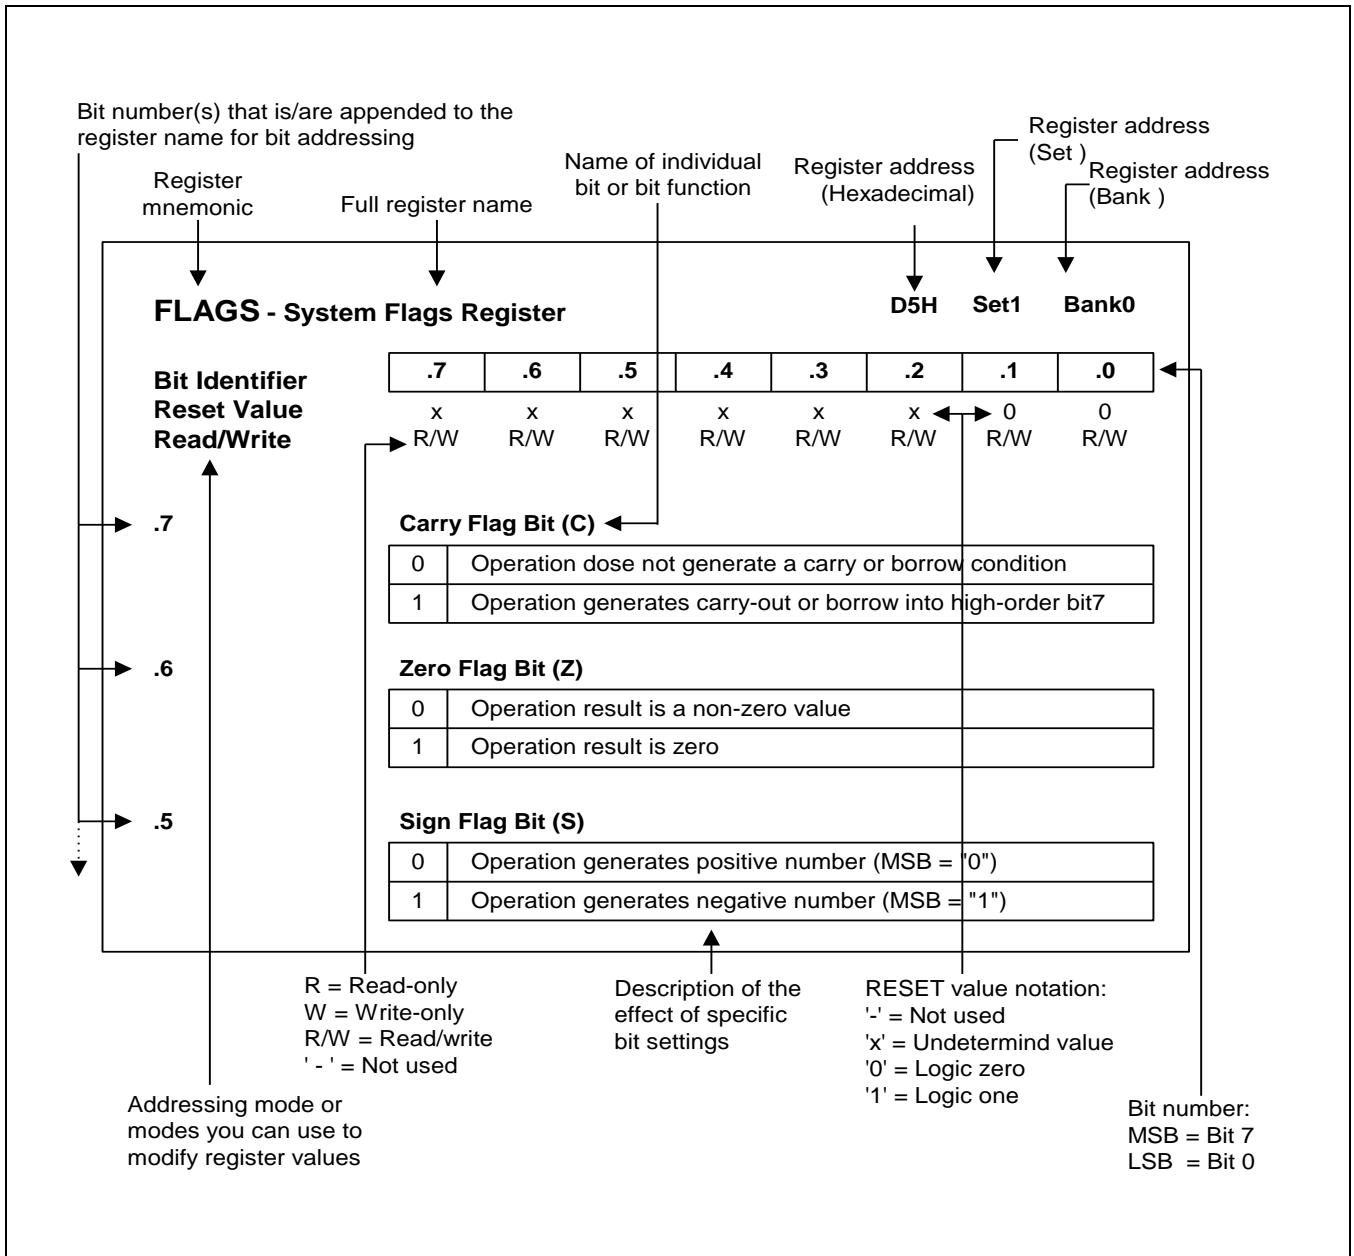 Bit number(s) that is/are appended to the
register name for bit addressing
Register
mnemonic
Full register name
Name of individual
bit or bit function
Register address
(Hexadecimal)
Register address
(Set )
Register address
(Bank )
FLAGS - System Flags Register
D5H Set1 Bank0
Bit Identifier .7 .6 .5 .4 .3 .2 .1 .0
Reset Value x x x x x x 0 0
Read/Write R/W R/W R/W R/W R/W R/W R/W R/W
.7 Carry Flag Bit (C)
0 Operation dose not generate a carry or borrow condition
1 Operation generates carry-out or borrow into high-order bit7
.6 Zero Flag Bit (Z)
0 Operation result is a non-zero value
1 Operation result is zero
.5 Sign Flag Bit (S)
0 Operation generates positive number (MSB = "0")
1 Operation generates negative number (MSB = "1")
R = Read-only
W = Write-only
R/W = Read/write
' - ' = Not used
Description of the
effect of specific
bit settings
RESET value notation:
'-' = Not used
'x' = Undetermind value
'0' = Logic zero
'1' = Logic one
Addressing mode or
modes you can use to
modify register values
Bit number:
MSB = Bit 7
LSB = Bit 0